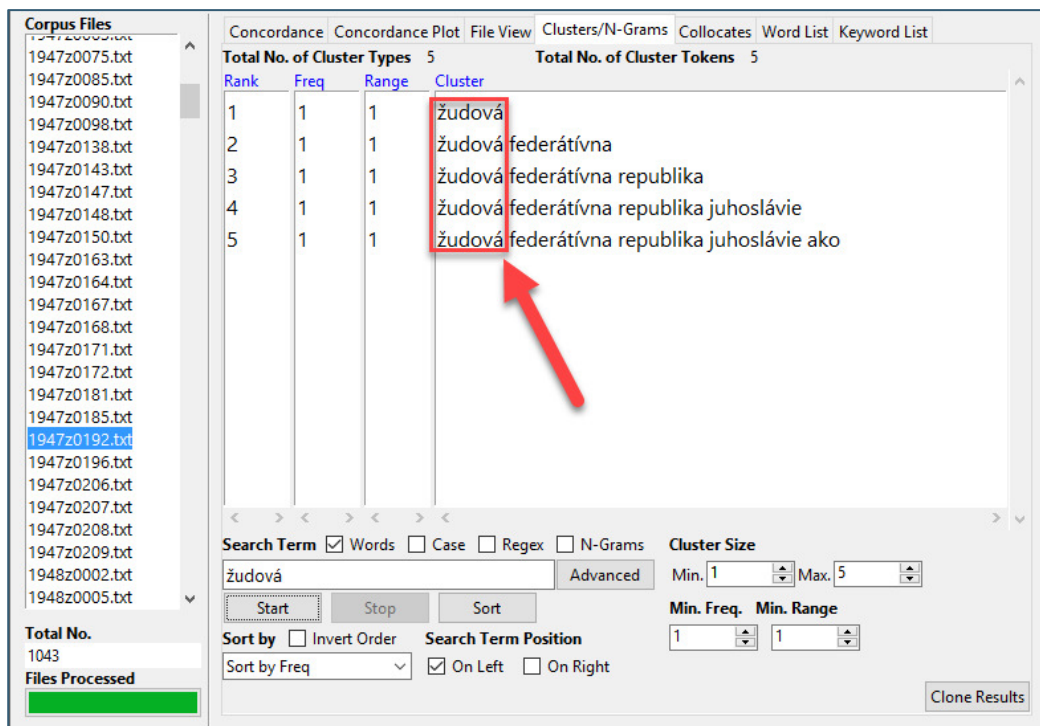 Corpus Files
1947z0075.txt
1947z0085.txt
1947z0090.txt
1947z0098.txt
1947z0138.txt
1947z0143.txt
1947z0147.txt
1947z0148.txt
1947z0150.txt
1947z0163.txt
1947z0164.txt
1947z0167.txt
1947z0168.txt
1947z0171.txt
1947z0172.txt
1947z0181.txt
1947z0185.txt
1947z0192.txt
1947z0196.txt
1947z0206.txt
1947z0207.txt
1947z0208.txt
1947z0209.txt
1948z0002.txt
1948z0005.txt
Total No.
1043
Files Processed
Concordance Concordance Plot File View Clusters/N-Grams Collocates Word List Keyword List
Total No. of Cluster Types 5 Total No. of Cluster Tokens 5
Rank Freq Range Cluster
1 1 1 žudová
2 1 1 žudová federátívna
3 1 1 žudová federátívna republika
4 1 1 žudová federátívna republika juhoslávie
5 1 1 žudová federátívna republika juhoslávie ako
Search Term Words Case Regex N-Grams Cluster Size
žudová Advanced Min. 1 Max. 5
Start Stop Sort Min. Freq. Min. Range
Sort by Invert Order Search Term Position 1 1
Sort by Freq On Left On Right
Clone Results